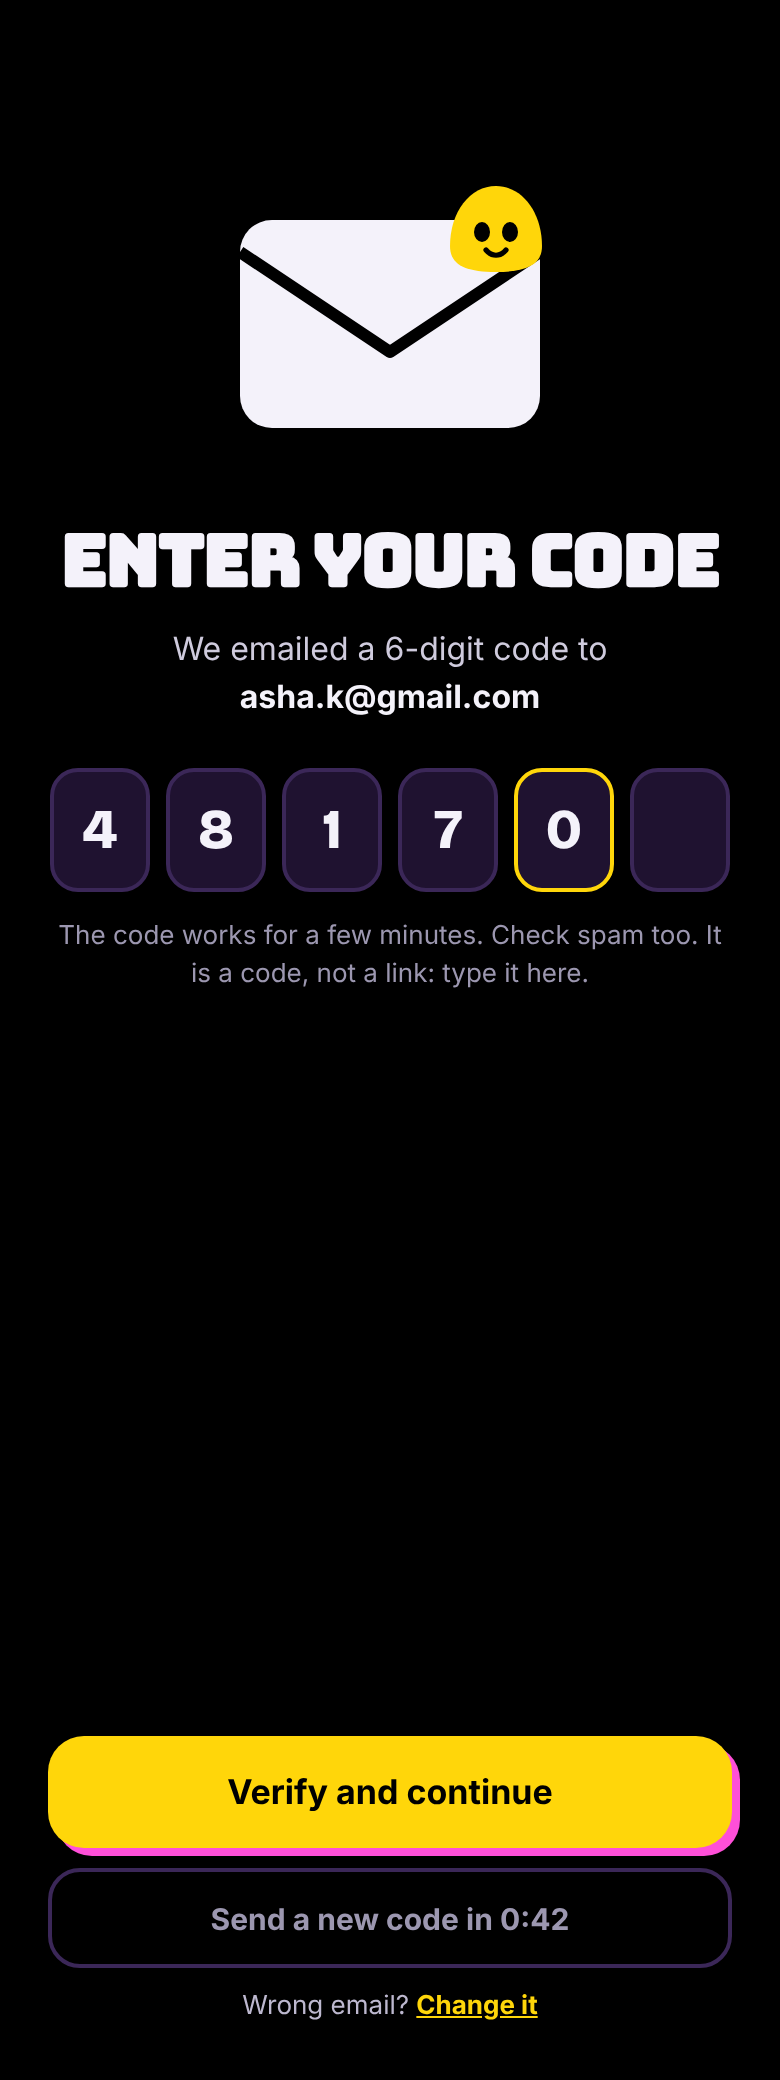 ENTER YOUR CODE
We emailed a 6-digit code to
asha.k@gmail.com
4 8 1 7 0
The code works for a few minutes. Check spam too. It
is a code, not a link: type it here.
Verify and continue
Send a new code in 0:42
Wrong email? Change it